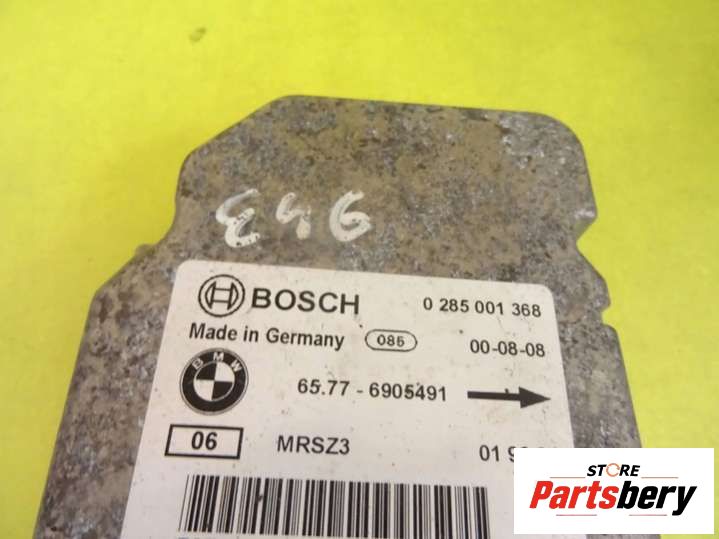 BOSCH
0 285 001 368
Made in Germany
085
00-08-08
BMW
65.77 - 6905491
06
MRSZ3
01
STORE
Partsbery